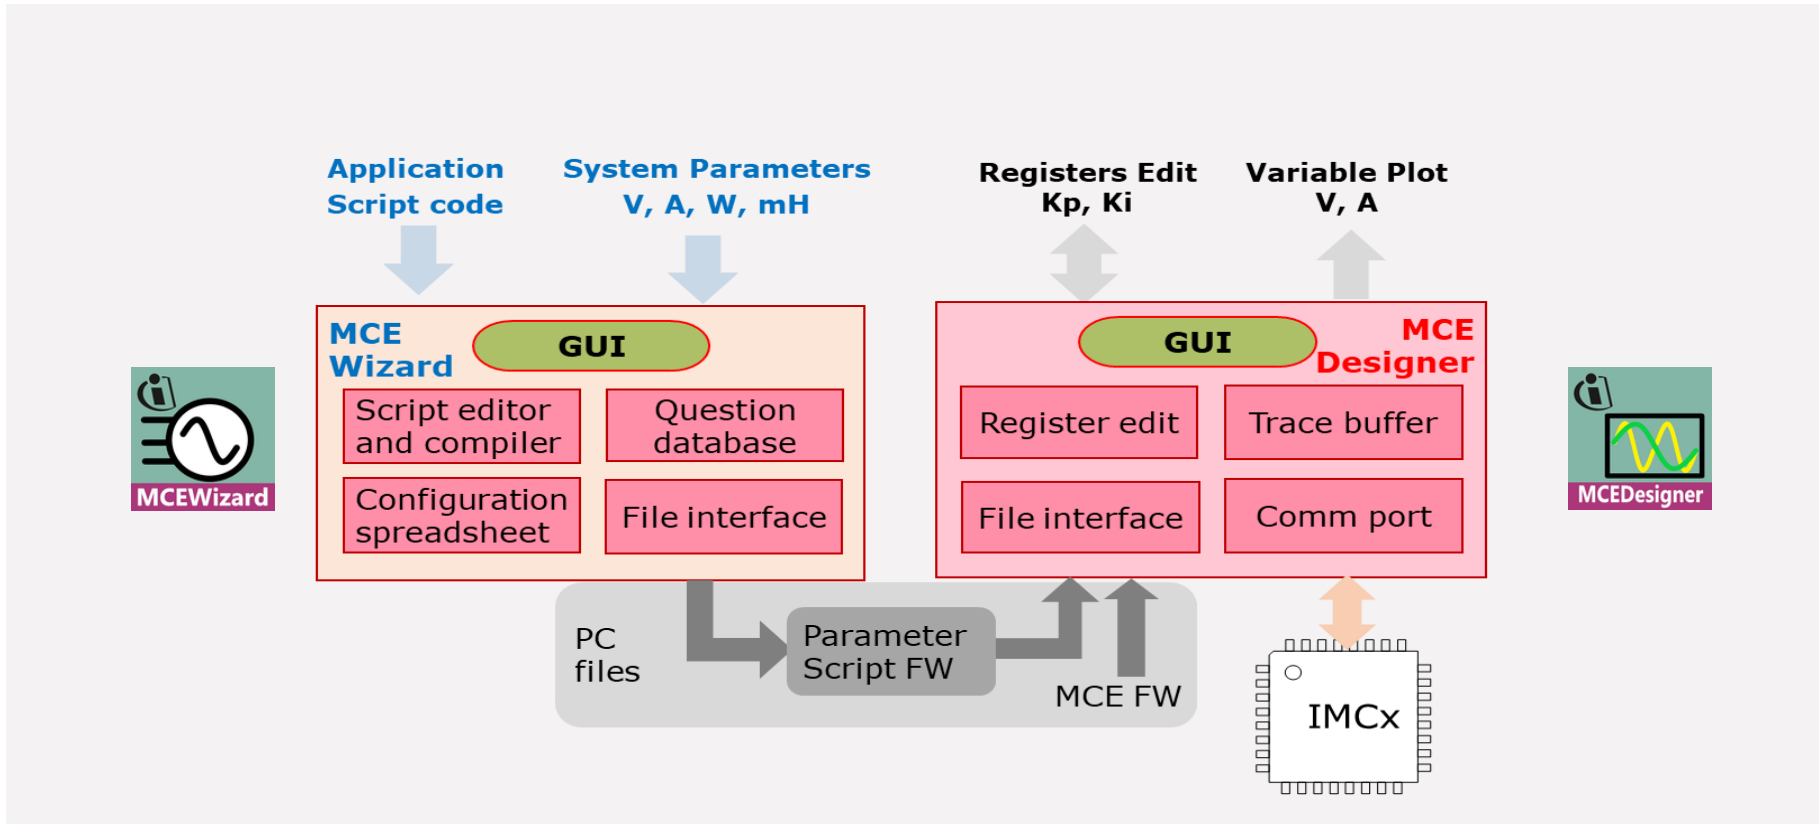 Application
Script code
System Parameters
V, A, W, mH
Registers Edit
Kp, Ki
Variable Plot
V, A
MCE
Wizard
GUI
Script editor
and compiler
Question
database
Configuration
spreadsheet
File interface
MCE
Designer
GUI
Register edit
Trace buffer
File interface
Comm port
MCEWizard
MCEDesigner
PC
files
Parameter
Script FW
MCE FW
IMCx